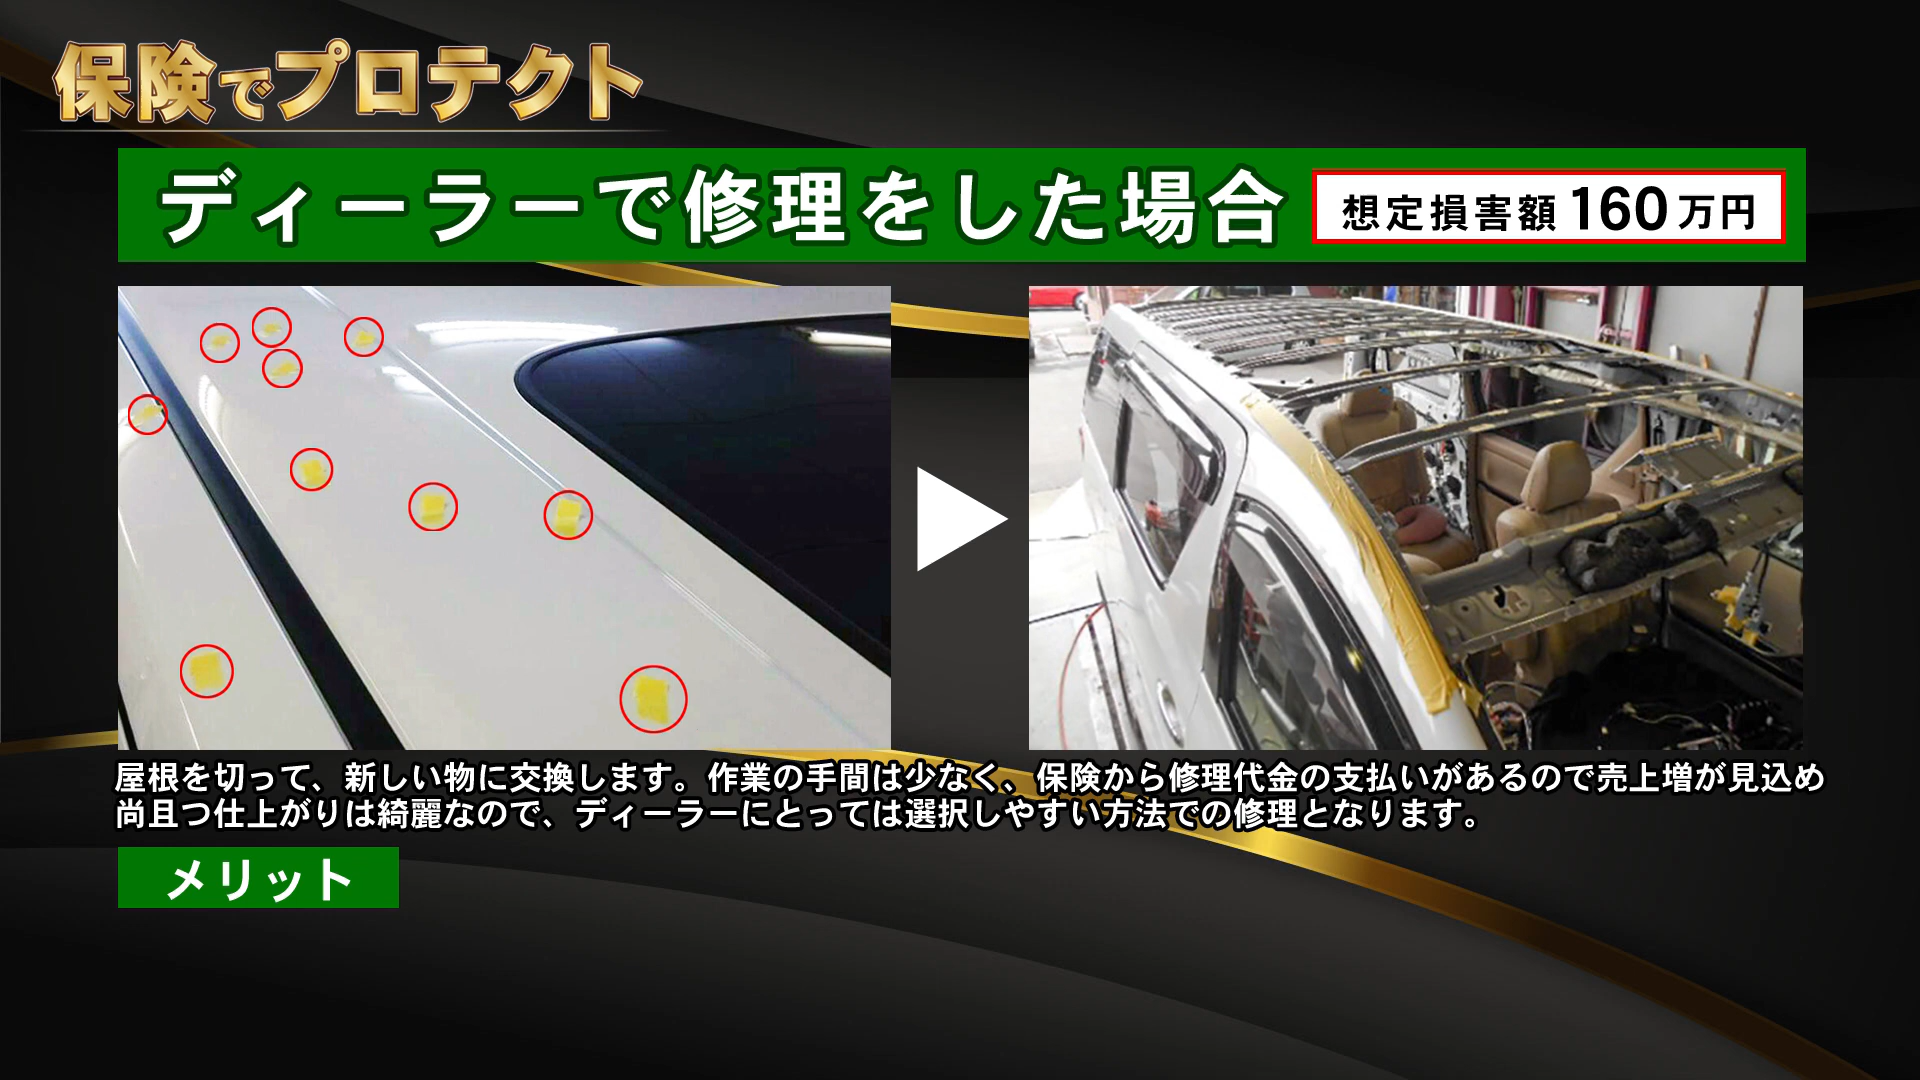 保険でプロテクト
ディーラーで修理をした場合
想定損害額160万円
屋根を切って、新しい物に交換します。作業の手間は少なく、保険から修理代金の支払いがあるので売上増が見込め
尚且つ仕上がりは綺麗なので、ディーラーにとっては選択しやすい方法での修理となります。
メリット